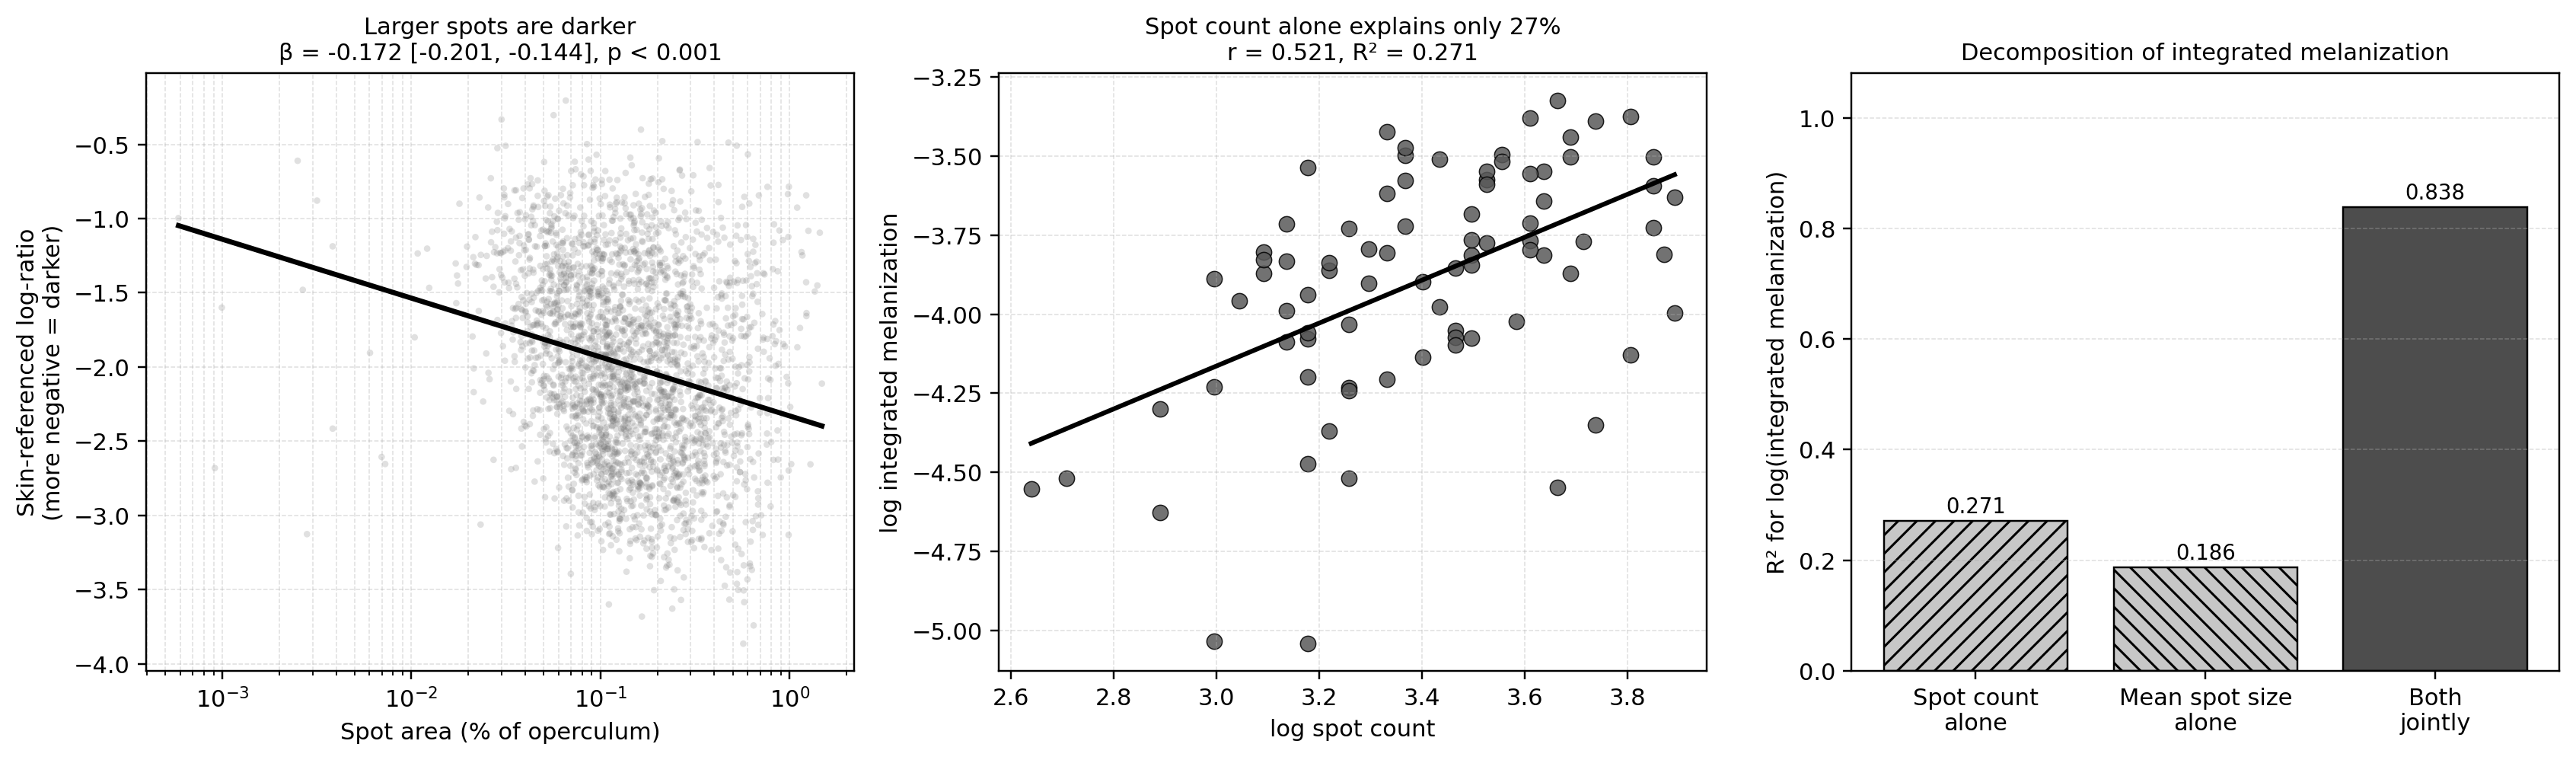 Larger spots are darker
β = -0.172 [-0.201, -0.144], p < 0.001
Skin-referenced log-ratio
(more negative = darker)
−0.5
−1.0
−1.5
−2.0
−2.5
−3.0
−3.5
−4.0
10⁻³
10⁻²
10⁻¹
10⁰
Spot area (% of operculum)
Spot count alone explains only 27%
r = 0.521, R² = 0.271
log integrated melanization
−3.25
−3.50
−3.75
−4.00
−4.25
−4.50
−4.75
−5.00
2.6
2.8
3.0
3.2
3.4
3.6
3.8
log spot count
Decomposition of integrated melanization
R² for log(integrated melanization)
1.0
0.8
0.6
0.4
0.2
0.0
0.271
0.186
0.838
Spot count
alone
Mean spot size
alone
Both
jointly